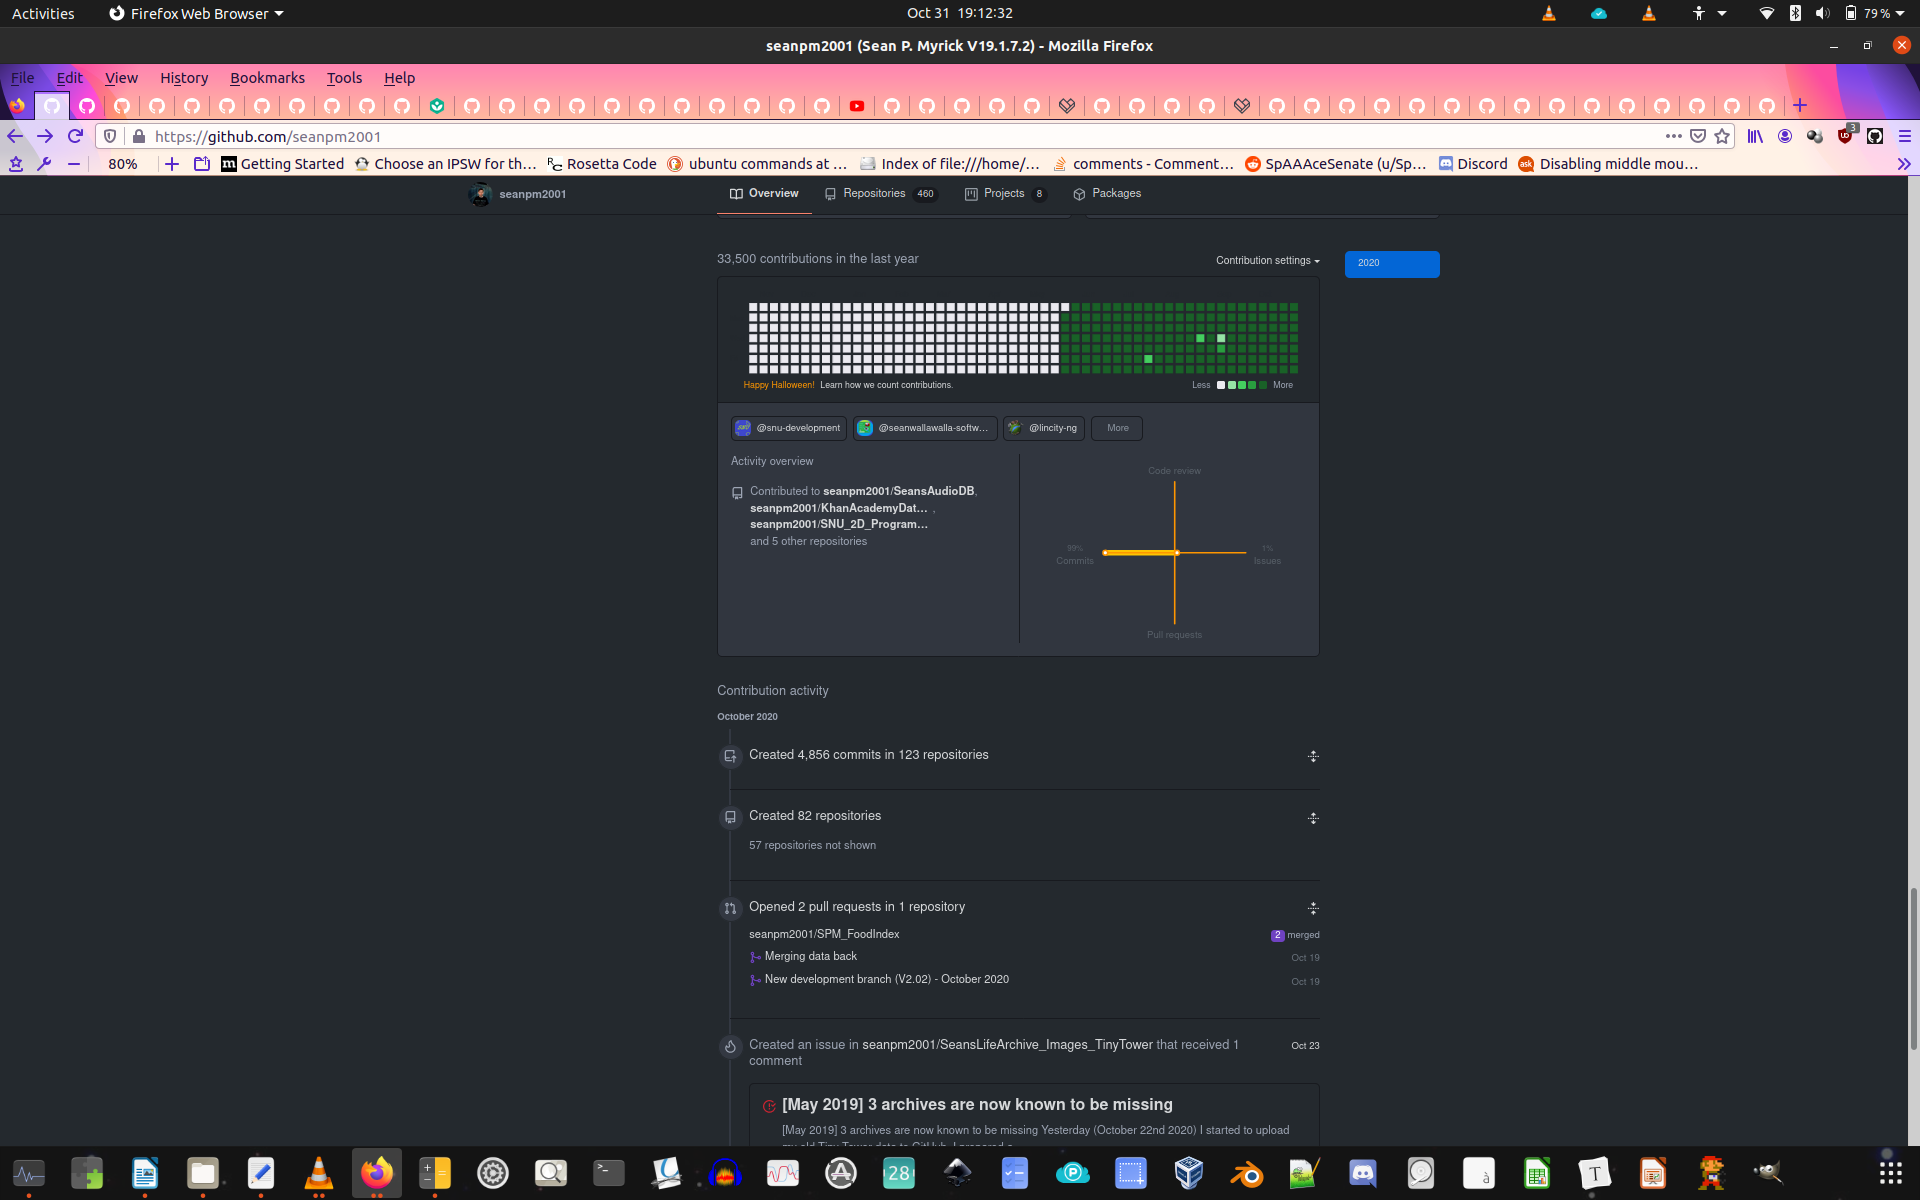 Activities
Firefox Web Browser
Oct 31 19:12:32
79 %
seanpm2001 (Sean P. Myrick V19.1.7.2) - Mozilla Firefox
File Edit View History Bookmarks Tools Help
https://github.com/seanpm2001
3
80%
Getting Started
Choose an IPSW for th…
Rosetta Code
ubuntu commands at …
Index of file:///home/…
comments - Comment…
SpAAAceSenate (u/Sp…
Discord
Disabling middle mou…
seanpm2001
Overview
Repositories 460
Projects 8
Packages
33,500 contributions in the last year
Contribution settings
2020
Happy Halloween! Learn how we count contributions.
Less More
@snu-development
@seanwallawalla-softw…
@lincity-ng
More
Activity overview
Contributed to seanpm2001/SeansAudioDB,
seanpm2001/KhanAcademyDat… ,
seanpm2001/SNU_2D_Program…
and 5 other repositories
Code review
99%
Commits
1%
Issues
Pull requests
Contribution activity
October 2020
Created 4,856 commits in 123 repositories
Created 82 repositories
57 repositories not shown
Opened 2 pull requests in 1 repository
seanpm2001/SPM_FoodIndex
2 merged
Merging data back
Oct 19
New development branch (V2.02) - October 2020
Oct 19
Created an issue in seanpm2001/SeansLifeArchive_Images_TinyTower that received 1
comment
Oct 23
[May 2019] 3 archives are now known to be missing
[May 2019] 3 archives are now known to be missing Yesterday (October 22nd 2020) I started to upload
28